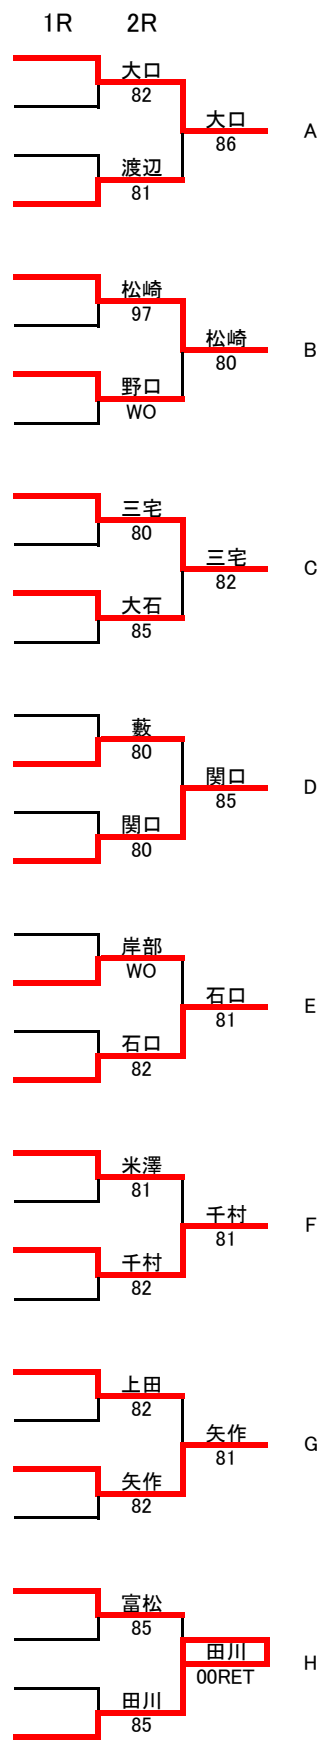 1R 2R
大口
82
大口
86
A
渡辺
81
松崎
97
松崎
80
B
野口
WO
三宅
80
三宅
82
C
大石
85
藪
80
関口
85
D
関口
80
岸部
WO
石口
81
E
石口
82
米澤
81
千村
81
F
千村
82
上田
82
矢作
81
G
矢作
82
富松
85
田川
00RET
H
田川
85